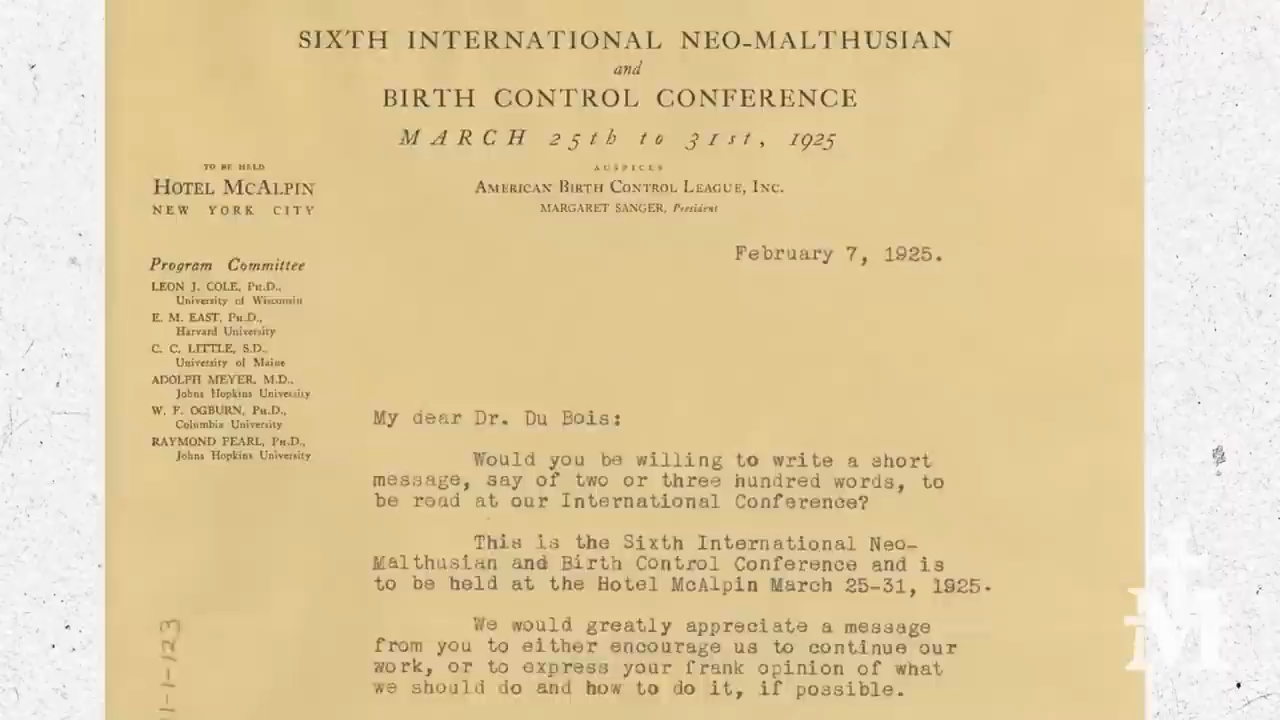 SIXTH INTERNATIONAL NEO-MALTHUSIAN
and
BIRTH CONTROL CONFERENCE
MARCH 25th to 31st, 1925
TO BE HELD
HOTEL MCALPIN
NEW YORK CITY
AUSPICES
AMERICAN BIRTH CONTROL LEAGUE, INC.
MARGARET SANGER, President
February 7, 1925.
Program Committee
LEON J. COLE, PH.D.,
University of Wisconsin
E. M. EAST, PH.D.,
Harvard University
C. C. LITTLE, S.D.,
University of Maine
ADOLPH MEYER, M.D.,
Johns Hopkins University
W. F. OGBURN, PH.D.,
Columbia University
RAYMOND PEARL, PH.D.,
Johns Hopkins University
My dear Dr. Du Bois:
Would you be willing to write a short
message, say of two or three hundred words, to
be read at our International Conference?
This is the Sixth International Neo-
Malthusian and Birth Control Conference and is
to be held at the Hotel McAlpin March 25-31, 1925.
We would greatly appreciate a message
from you to either encourage us to continue our
work, or to express your frank opinion of what
we should do and how to do it, if possible.
1-1-123
M